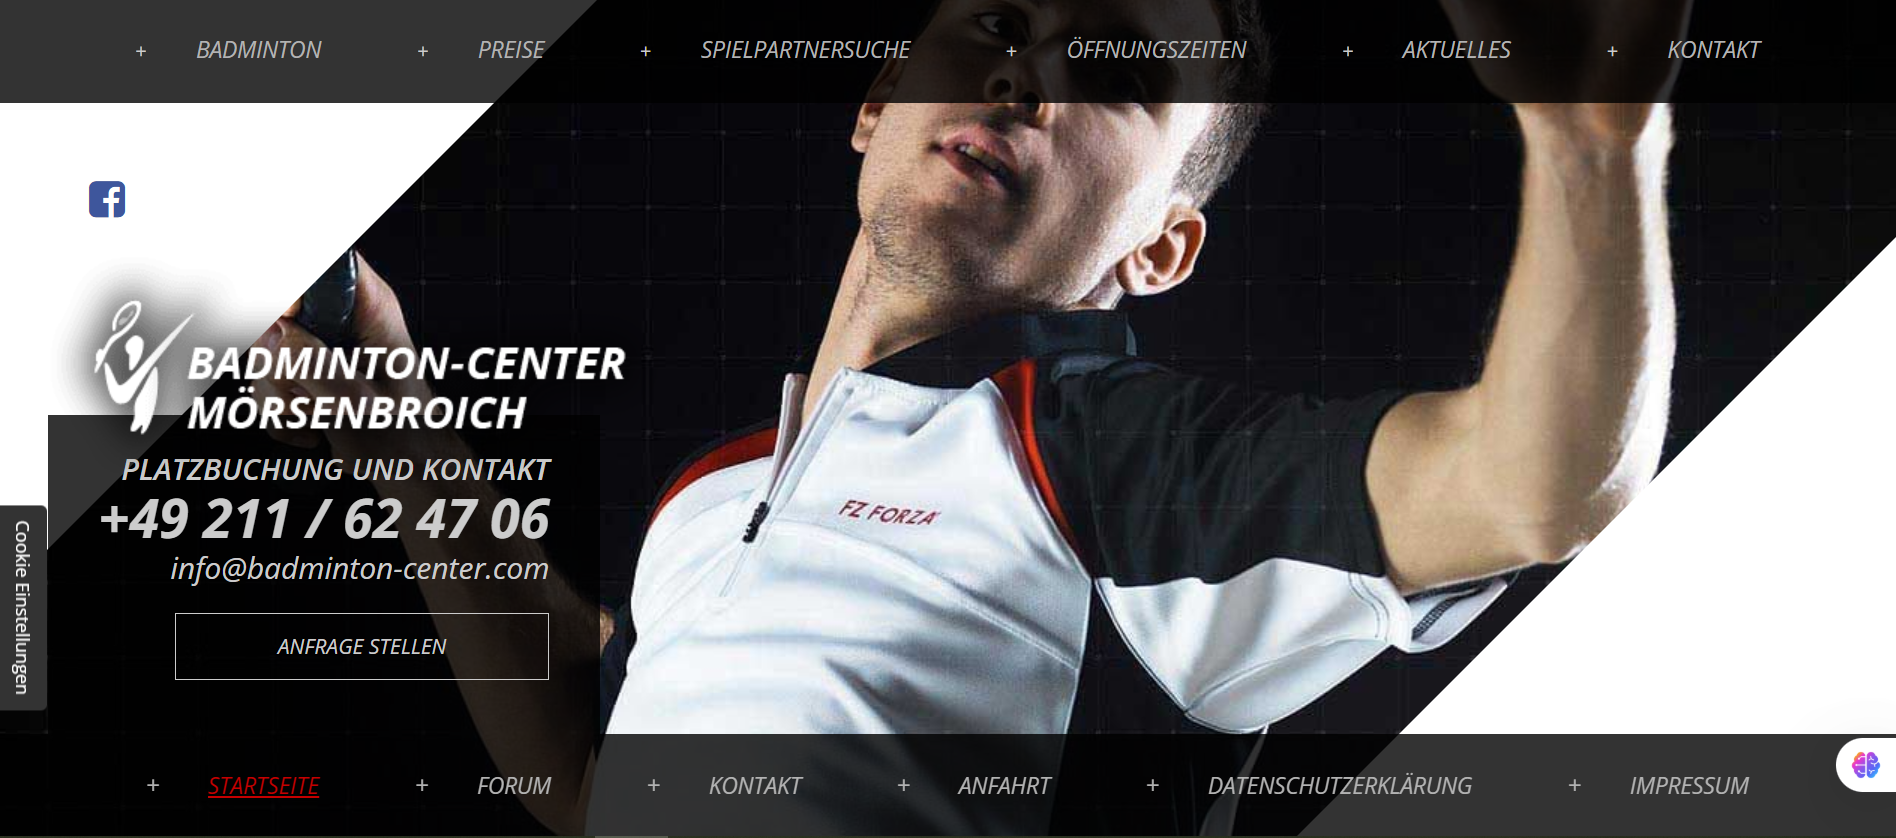 + BADMINTON + PREISE + SPIELPARTNERSUCHE + ÖFFNUNGSZEITEN + AKTUELLES + KONTAKT
BADMINTON-CENTER
MÖRSENBROICH
PLATZBUCHUNG UND KONTAKT
+49 211 / 62 47 06
info@badminton-center.com
ANFRAGE STELLEN
FZ FORZA
Cookie Einstellungen
+ STARTSEITE + FORUM + KONTAKT + ANFAHRT + DATENSCHUTZERKLÄRUNG + IMPRESSUM